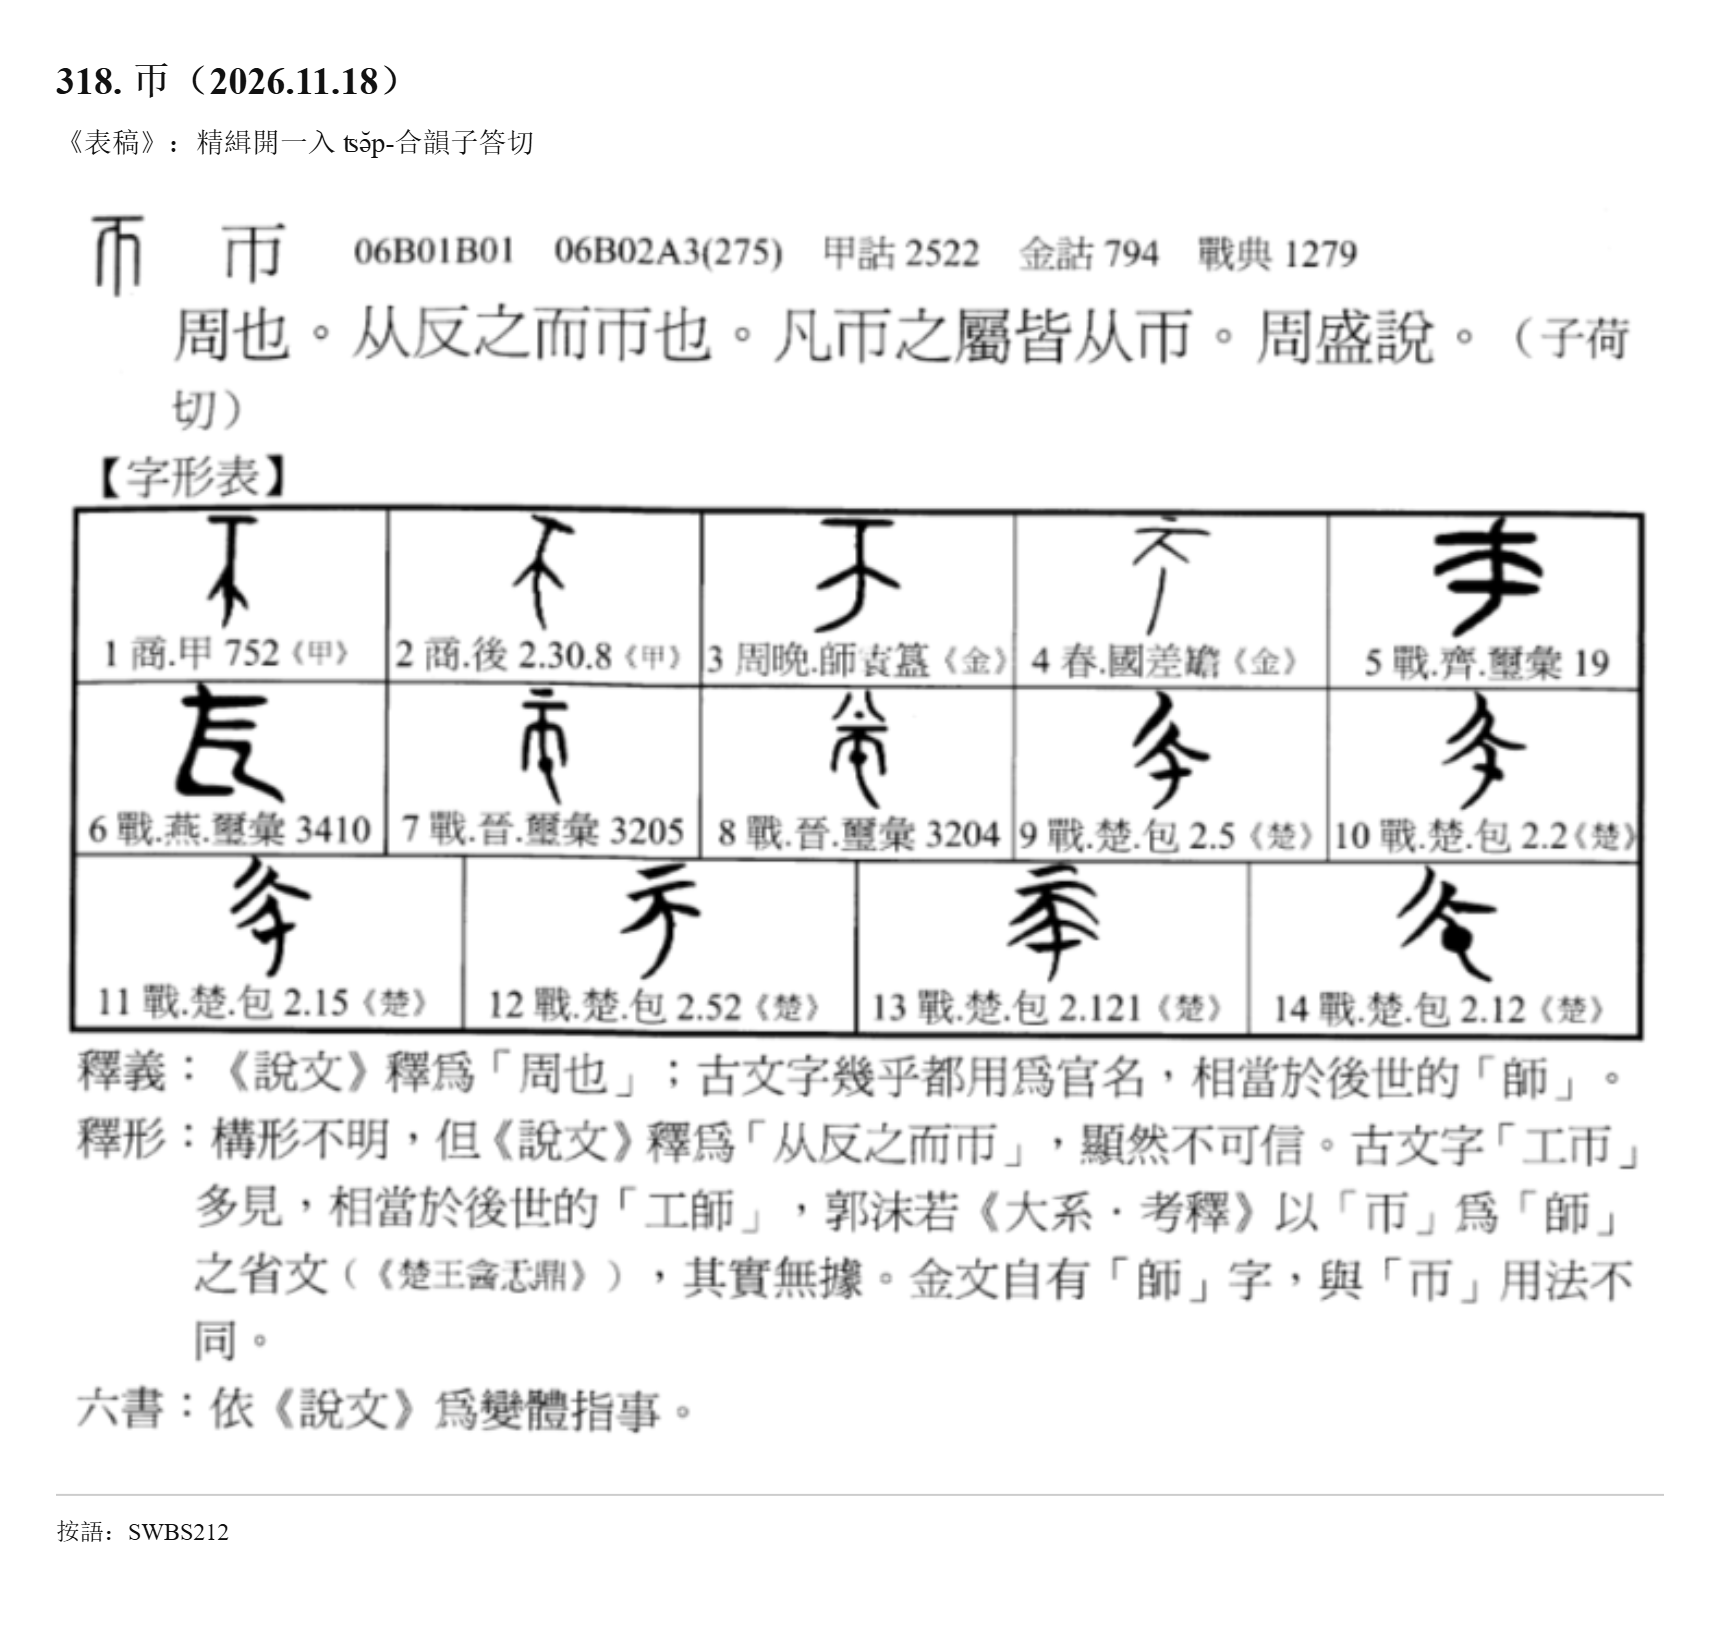 318. 帀（2026.11.18）
《表稿》：精緝開一入 ʦə̌p-合韻子答切
帀 06B01B01 06B02A3(275) 甲詁 2522 金詁 794 戰典 1279
周也。从反之而帀也。凡帀之屬皆从帀。周盛說。（子荷
切）
【字形表】
1 商.甲 752《甲》 2 商.後 2.30.8《甲》 3 周晚.師㝨簋《金》 4 春.國差𦉜《金》 5 戰.齊.璽彙 19
6 戰.燕.璽彙 3410 7 戰.晉.璽彙 3205 8 戰.晉.璽彙 3204 9 戰.楚.包 2.5《楚》 10 戰.楚.包 2.2《楚》
11 戰.楚.包 2.15《楚》 12 戰.楚.包 2.52《楚》 13 戰.楚.包 2.121《楚》 14 戰.楚.包 2.12《楚》
釋義：《說文》釋爲「周也」；古文字幾乎都用爲官名，相當於後世的「師」。
釋形：構形不明，但《說文》釋爲「从反之而帀」，顯然不可信。古文字「工帀」
多見，相當於後世的「工師」，郭沫若《大系．考釋》以「帀」爲「師」
之省文（《楚王酓忎鼎》），其實無據。金文自有「師」字，與「帀」用法不
同。
六書：依《說文》爲變體指事。
按語：SWBS212